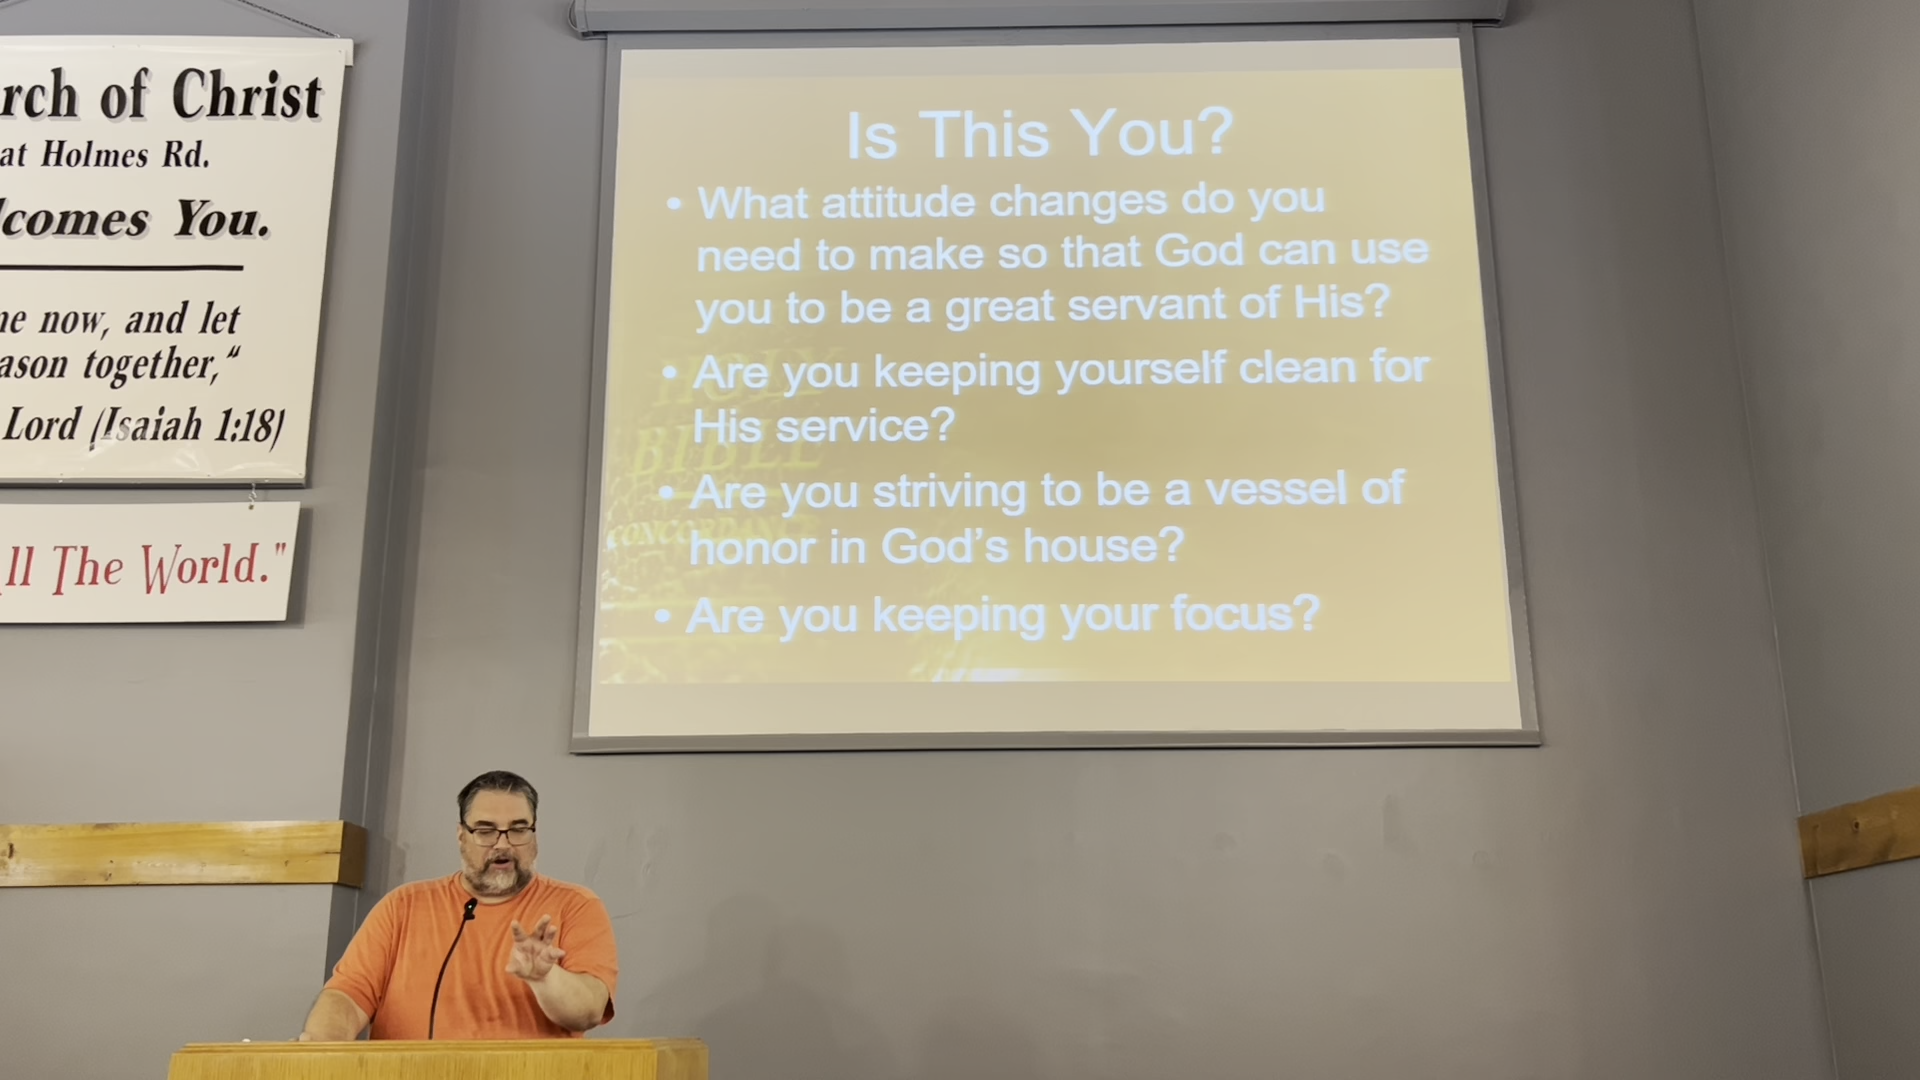 rch of Christ
at Holmes Rd.
lcomes You.
ne now, and let
ason together,“
Lord (Isaiah 1:18)
ll The World."
Is This You?
• What attitude changes do you
need to make so that God can use
you to be a great servant of His?
• Are you keeping yourself clean for
His service?
• Are you striving to be a vessel of
honor in God’s house?
• Are you keeping your focus?
HOLY
BIBLE
CONCORDANCE